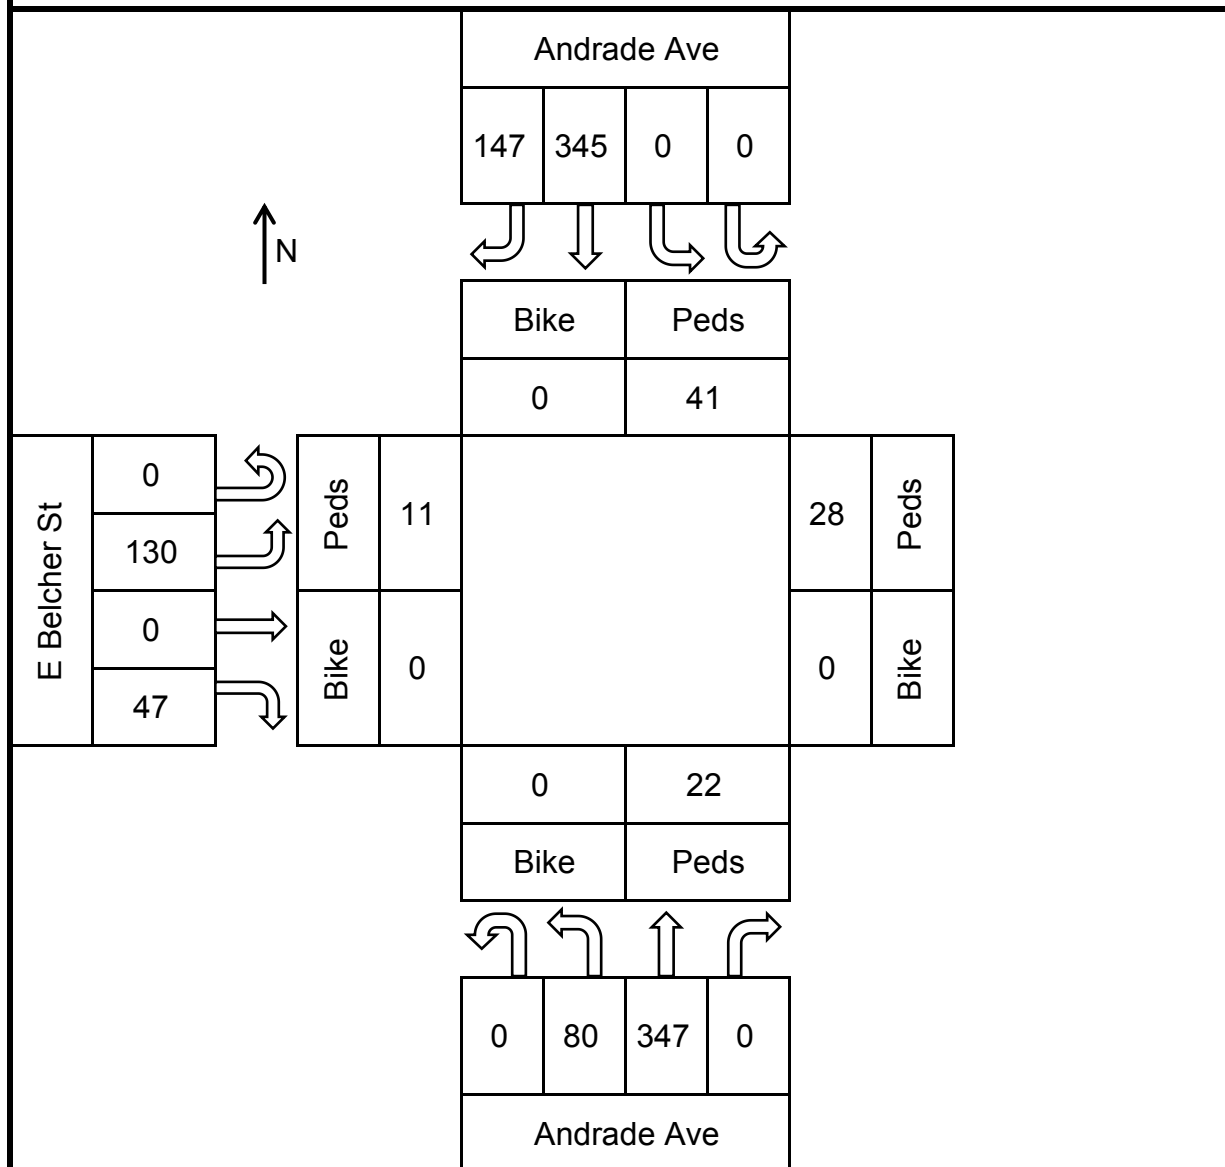 Andrade Ave
147 345 0 0
N
Bike Peds
0 41
E Belcher St
0
130
0
47
Peds 11
Bike 0
28 Peds
0 Bike
0 22
Bike Peds
0 80 347 0
Andrade Ave